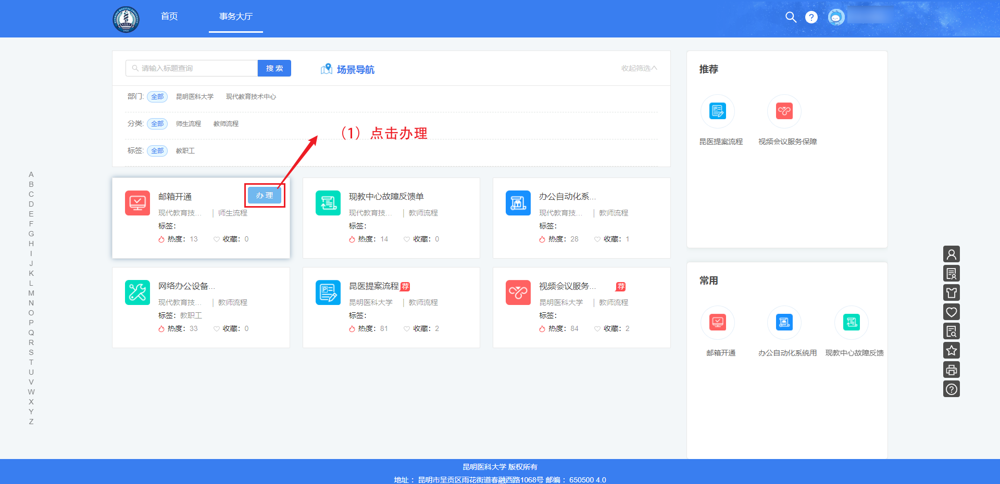 首页
事务大厅
请输入标题查询
搜 索
场景导航
收起筛选
部门: 全部 昆明医科大学 现代教育技术中心
分类: 全部 师生流程 教师流程
标签: 全部 教职工
（1）点击办理
推荐
昆医提案流程
视频会议服务保障
A
B
C
D
E
F
G
H
I
J
K
L
M
N
O
P
Q
R
S
T
U
V
W
X
Y
Z
邮箱开通
办 理
现代教育技... | 师生流程
标签：
热度：13 收藏：0
现教中心故障反馈单
现代教育技... | 教师流程
标签：
热度：14 收藏：0
办公自动化系...
现代教育技... | 教师流程
标签：
热度：28 收藏：1
网络办公设备...
现代教育技... | 教师流程
标签：教职工
热度：33 收藏：0
昆医提案流程 荐
昆明医科大学 | 教师流程
标签：
热度：81 收藏：2
视频会议服务... 荐
昆明医科大学 | 教师流程
标签：
热度：84 收藏：2
常用
邮箱开通
办公自动化系统用
现教中心故障反馈
昆明医科大学 版权所有
地址： 昆明市呈贡区雨花街道春融西路1068号 邮编： 650500 4.0